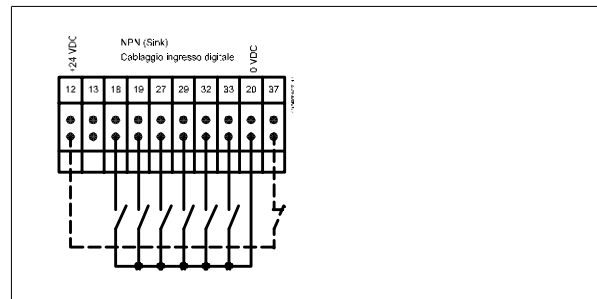 +24 VDC
NPN (Sink)
Cablaggio ingresso digitale
0 VDC
12 13 18 19 27 29 32 33 20 37